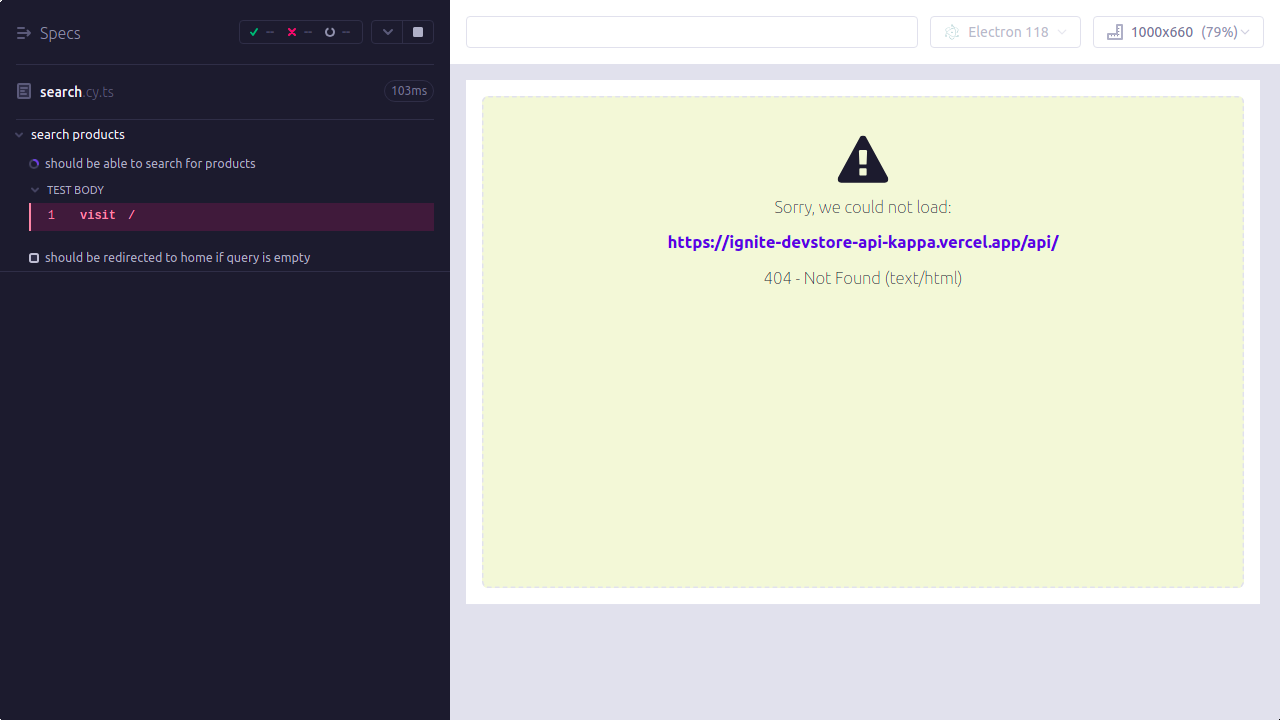 Specs
--
--
--
search.cy.ts
103ms
search products
should be able to search for products
TEST BODY
1 visit /
should be redirected to home if query is empty
Electron 118
1000x660 (79%)
Sorry, we could not load:
https://ignite-devstore-api-kappa.vercel.app/api/
404 - Not Found (text/html)